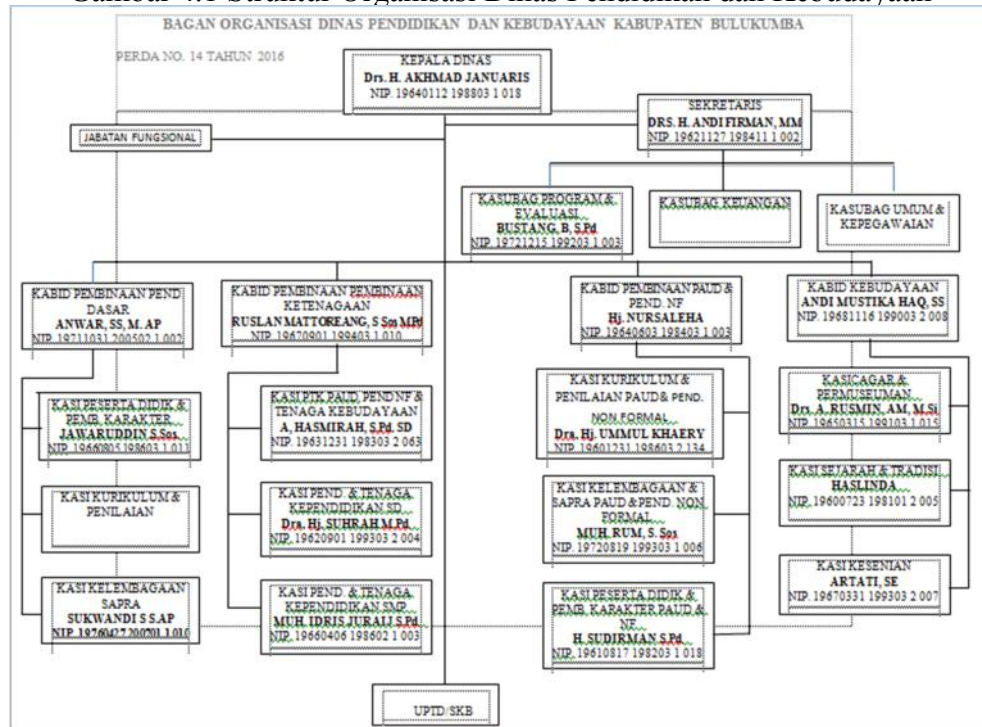 Gambar 4.1 Struktur Organisasi Dinas Pendidikan dan Kebudayaan
BAGAN ORGANISASI DINAS PENDIDIKAN DAN KEBUDAYAAN KABUPATEN BULUKUMBA
PERDA NO. 14 TAHUN 2016
KEPALA DINAS
Drs. H. AKHMAD JANUARIS
NIP. 19640112 198803 1 018
SEKRETARIS
DRS. H. ANDI FIRMAN, MM
NIP. 19621127 198411 1 002
JABATAN FUNGSIONAL
KASUBAG PROGRAM &
EVALUASI
BUSTANG, B, S.Pd
NIP. 19721215 199203 1 003
KASUBAG KEUANGAN
KASUBAG UMUM &
KEPEGAWAIAN
KABID PEMBINAAN PEND.
DASAR
ANWAR, SS, M. AP
NIP. 19711031 200502 1 002
KABID PEMBINAAN PEMBINAAN
KETENAGAAN
RUSLAN MATTOREANG, S Sos MPd
NIP. 19670901 199403 1 010
KABID PEMBINAAN PAUD &
PEND. NF
Hj. NURSALEHA
NIP. 19640603 198403 1 003
KABID KEBUDAYAAN
ANDI MUSTIKA HAQ, SS
NIP. 19681116 199003 2 008
KASI PESERTA DIDIK &
PEMB. KARAKTER
JAWARUDDIN S.Sos
NIP. 19660805 198603 1 011
KASI PTK PAUD, PEND NF &
TENAGA KEBUDAYAAN
A, HASMIRAH, S.Pd. SD
NIP. 19631231 198303 2 063
KASI KURIKULUM &
PENILAIAN PAUD & PEND.
NON FORMAL
Dra, Hj. UMMUL KHAERY
NIP. 19601231 198603 2 134
KASI CAGAR &
PERMUSEUMAN
Drs. A. RUSMIN, AM, M.Si
NIP. 19650315 199103 1 015
KASI KURIKULUM &
PENILAIAN
KASI PEND. & TENAGA
KEPENDIDIKAN SD
Dra. Hj. SUHRAH M.Pd
NIP. 19620901 199303 2 004
KASI KELEMBAGAAN &
SAPRA PAUD & PEND. NON
FORMAL
MUH. RUM, S. Sos
NIP. 19720819 199303 1 006
KASI SEJARAH & TRADISI
HASLINDA
NIP. 19600723 198101 2 005
KASI KELEMBAGAAN
SAPRA
SUKWANDI S S.AP
NIP. 19760427 200701 1 010
KASI PEND. & TENAGA
KEPENDIDIKAN SMP
MUH. IDRIS JURAIJ S.Pd
NIP. 19660406 198602 1 003
KASI PESERTA DIDIK &
PEMB. KARAKTER PAUD &
NF
H. SUDIRMAN S.Pd
NIP. 19610817 198203 1 018
KASI KESENIAN
ARTATI, SE
NIP. 19670331 199303 2 007
UPTD/SKB